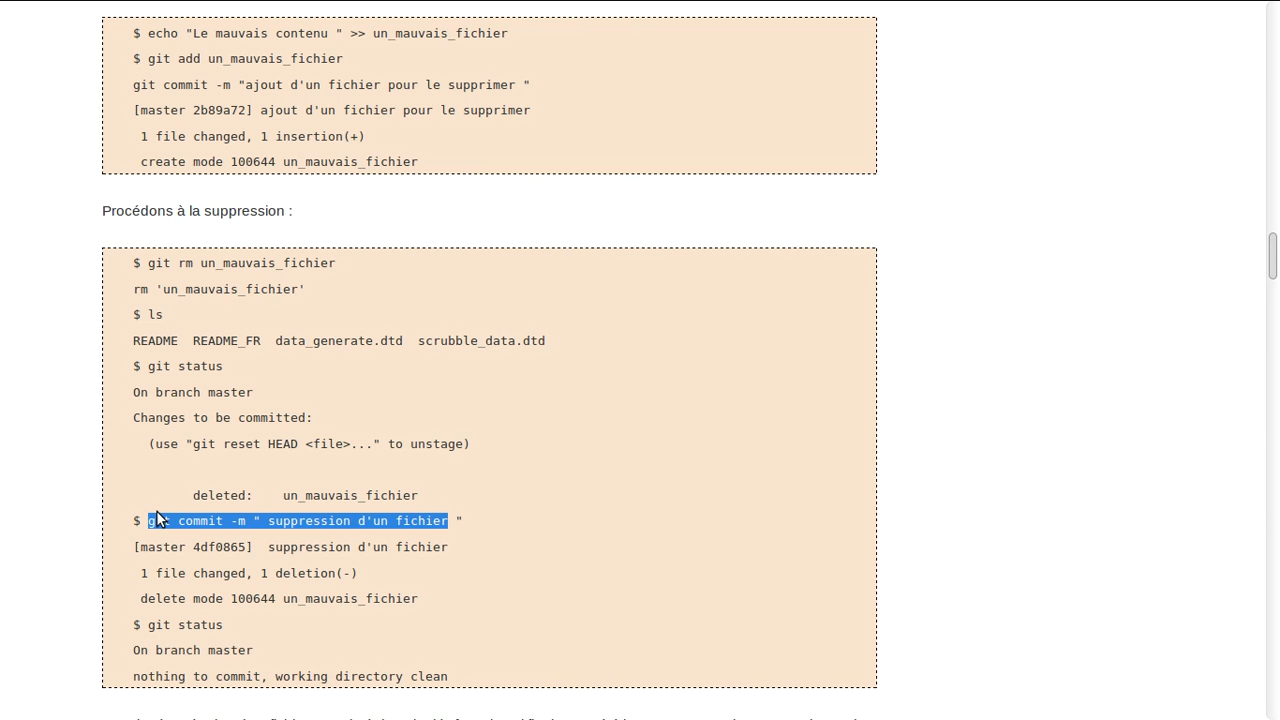 $ echo "Le mauvais contenu " >> un_mauvais_fichier
$ git add un_mauvais_fichier
git commit -m "ajout d'un fichier pour le supprimer "
[master 2b89a72] ajout d'un fichier pour le supprimer
 1 file changed, 1 insertion(+)
 create mode 100644 un_mauvais_fichier
Procédons à la suppression :
$ git rm un_mauvais_fichier
rm 'un_mauvais_fichier'
$ ls
README  README_FR  data_generate.dtd  scrubble_data.dtd
$ git status
On branch master
Changes to be committed:
  (use "git reset HEAD <file>..." to unstage)
        deleted:    un_mauvais_fichier
$ git commit -m " suppression d'un fichier "
[master 4df0865]  suppression d'un fichier
 1 file changed, 1 deletion(-)
 delete mode 100644 un_mauvais_fichier
$ git status
On branch master
nothing to commit, working directory clean